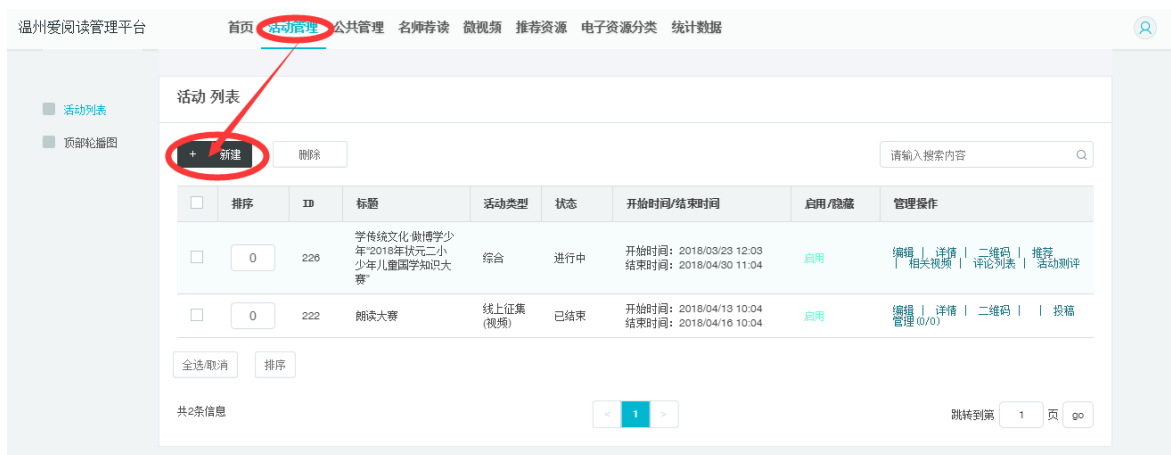 温州爱阅读管理平台 首页 活动管理 公共管理 名师荐读 微视频 推荐资源 电子资源分类 统计数据
活动列表
顶部轮播图
活动 列表
+ 新建 删除 请输入搜索内容
排序 ID 标题 活动类型 状态 开始时间/结束时间 启用/隐藏 管理操作
0 226 学传统文化·做博学少
年“2018年状元二小
少年儿童国学知识大
赛” 综合 进行中 开始时间：2018/03/23 12:03
结束时间：2018/04/30 11:04 启用 编辑 | 详情 | 二维码 | 推荐
| 相关视频 | 评论列表 | 活动测评
0 222 朗读大赛 线上征集
(视频) 已结束 开始时间：2018/04/13 10:04
结束时间：2018/04/16 10:04 启用 编辑 | 详情 | 二维码 | | 投稿
管理(0/0)
全选/取消 排序
共2条信息 < 1 > 跳转到第 1 页 go